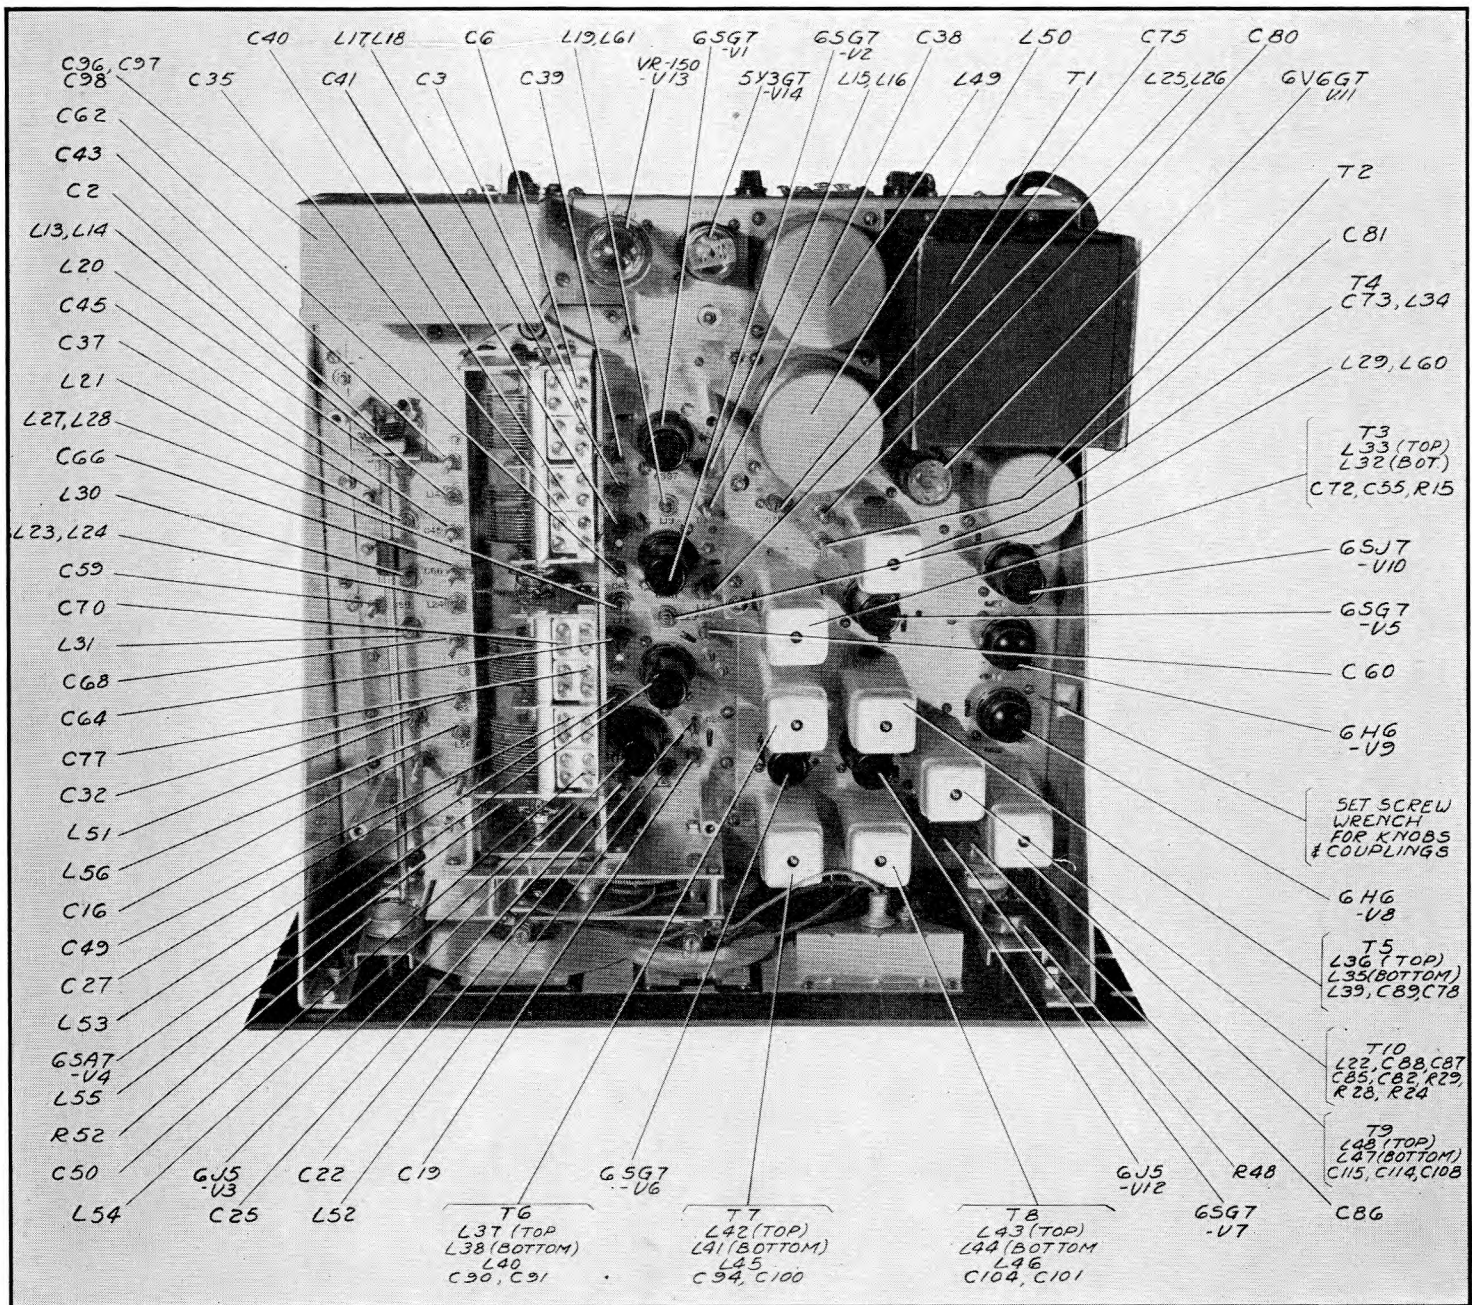 C40 L17,L18 C6 L19,L61 6SG7 -V1 6SG7 -V2 C38 L50 C75 C80
C96, C97
C98
C35 C41 C3 C39 VR-150 -V13 5Y3GT -V14 L15,L16 L49 T1 L25,L26 6V6GT V11
C62
C43
C2
L13,L14
L20
C45
C37
L21
L27,L28
C66
L30
L23,L24
C59
C70
L31
C68
C64
C77
C32
L51
L56
C16
C49
C27
L53
6SA7
-V4
L55
R52
C50
L54
T2
C81
T4
C73,L34
L29,L60
T3
L33(TOP)
L32(BOT.)
C72,C55,R15
6SJ7
-V10
6SG7
-V5
C60
6H6
-V9
SET SCREW
WRENCH
FOR KNOBS
& COUPLINGS
6H6
-V8
T5
L36 (TOP)
L35(BOTTOM)
L39, C89,C78
T10
L22, C88,C87
C85, C82, R29,
R28, R24
T9
L48 (TOP)
L47(BOTTOM)
C115, C114,C108
C86
6J5
-V3
C22
C19
C25
L52
6SG7
-V6
6J5
-V12
R48
6SG7
-V7
T6
L37 (TOP
L38(BOTTOM)
L40
C90, C91
T7
L42(TOP)
L41(BOTTOM)
L45
C94, C100
T8
L43(TOP)
L44(BOTTOM
L46
C104, C101